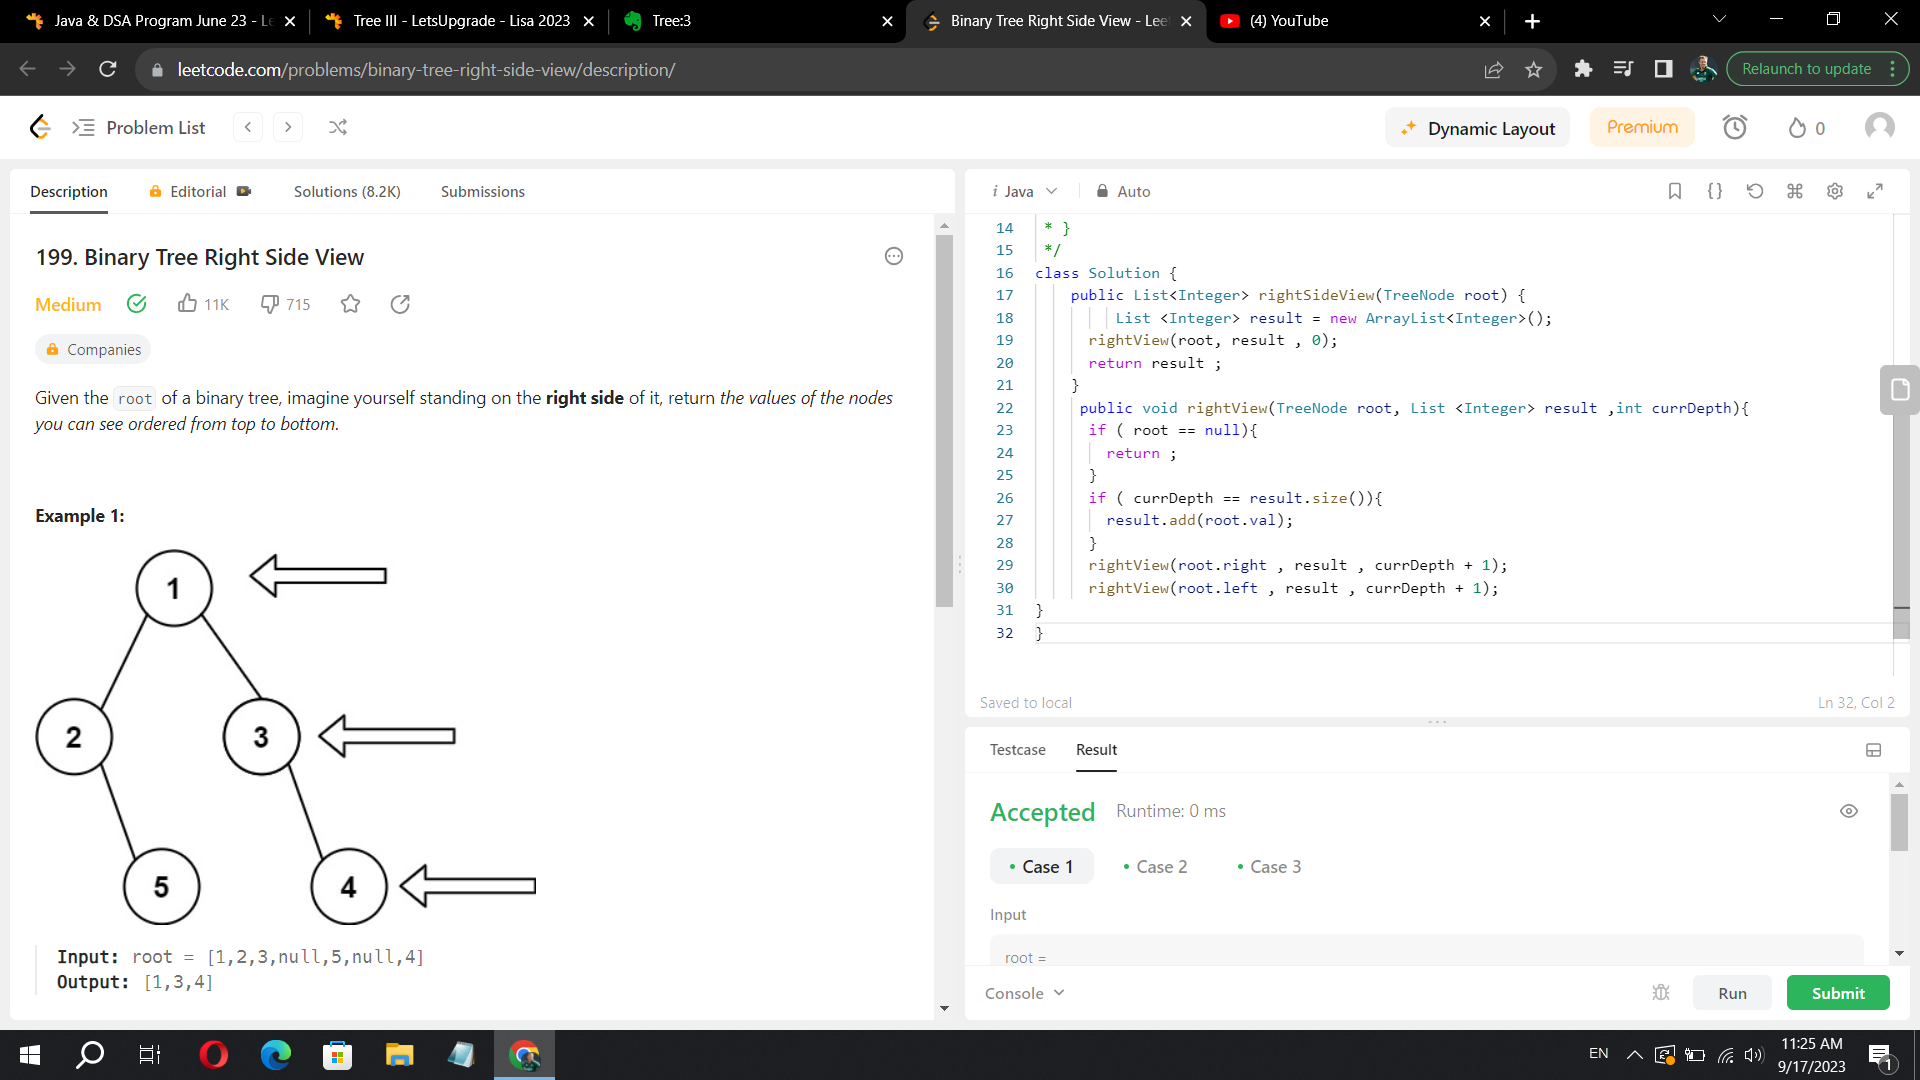 Java & DSA Program June 23 - Le
Tree III - LetsUpgrade - Lisa 2023
Tree:3
Binary Tree Right Side View - Leet
(4) YouTube
leetcode.com/problems/binary-tree-right-side-view/description/
Relaunch to update
Problem List
Dynamic Layout
Premium
0
Description
Editorial
Solutions (8.2K)
Submissions
199. Binary Tree Right Side View
Medium
11K
715
Companies
Given the root of a binary tree, imagine yourself standing on the right side of it, return the values of the nodes
you can see ordered from top to bottom.
Example 1:
1
2
3
5
4
Input: root = [1,2,3,null,5,null,4]
Output: [1,3,4]
i Java
Auto
14 * }
15 */
16 class Solution {
17 public List<Integer> rightSideView(TreeNode root) {
18 List <Integer> result = new ArrayList<Integer>();
19 rightView(root, result , 0);
20 return result ;
21 }
22 public void rightView(TreeNode root, List <Integer> result ,int currDepth){
23 if ( root == null){
24 return ;
25 }
26 if ( currDepth == result.size()){
27 result.add(root.val);
28 }
29 rightView(root.right , result , currDepth + 1);
30 rightView(root.left , result , currDepth + 1);
31 }
32 }
Saved to local
Ln 32, Col 2
Testcase
Result
Accepted
Runtime: 0 ms
• Case 1
• Case 2
• Case 3
Input
root =
Console
Run
Submit
EN
11:25 AM
9/17/2023
1